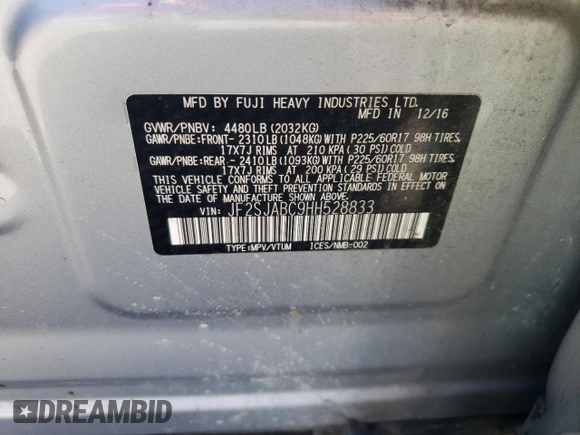 MFD BY FUJI HEAVY INDUSTRIES LTD.
MFD IN 12/16
GVWR/PNBV: 4480LB(2032KG)
GAWR/PNBE:FRONT- 2310LB(1048KG)WITH P225/60R17 98H TIRES,
17X7J RIMS AT 210 KPA(30 PSI)COLD
GAWR/PNBE:REAR.- 2410LB(1093KG)WITH P225/60R17 98H TIRES,
17X7J RIMS AT 200 KPA(29 PSI)COLD
THIS VEHICLE CONFORMS TO ALL APPLICABLE FEDERAL MOTOR
VEHICLE SAFETY AND THEFT PREVENTION STANDARDS IN EFFECT ON
THE DATE OF MANUFACTURE SHOWN ABOVE.
VIN: JF2SJABC9HH528833
TYPE:MPV/VTUM ICES/NMB-002
DREAMBID